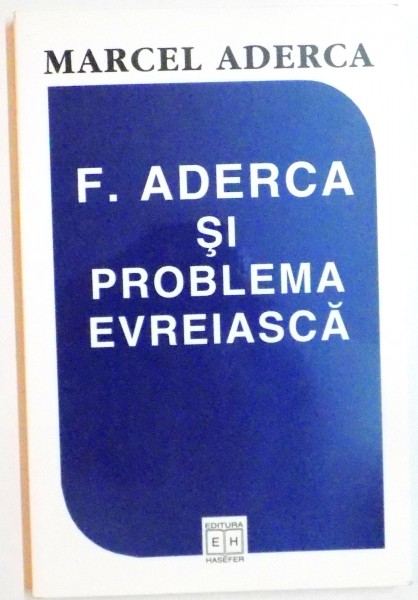 MARCEL ADERCA
F. ADERCA
ŞI
PROBLEMA
EVREIASCĂ
EDITURA
E H
HASEFER